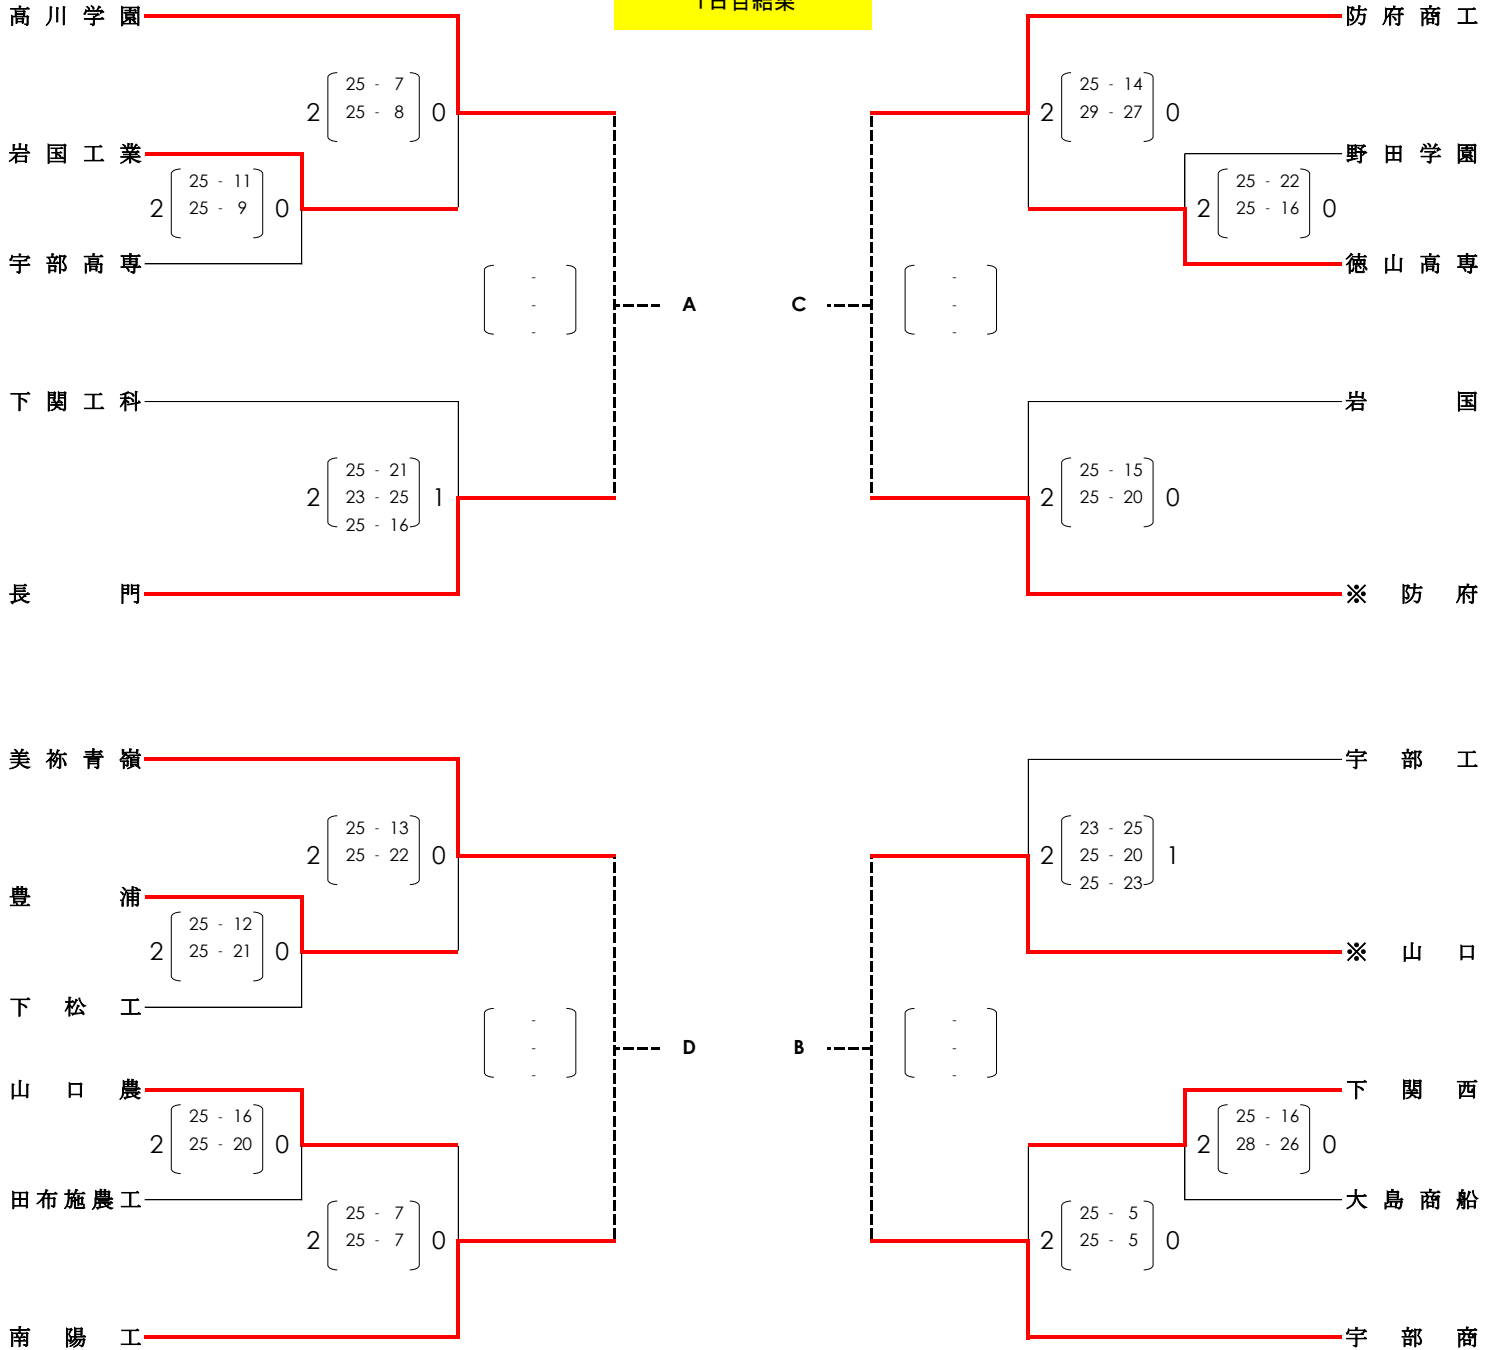 1日目結果
高川学園
2 25 - 7 0
25 - 8
岩国工業
2 25 - 11 0
25 - 9
宇部高専
-
-
-
A
下関工科
2 25 - 21 1
23 - 25
25 - 16
長門
防府商工
2 25 - 14 0
29 - 27
野田学園
2 25 - 22 0
25 - 16
徳山高専
C
-
-
-
岩国
2 25 - 15 0
25 - 20
※防府
美祢青嶺
2 25 - 13 0
25 - 22
豊浦
2 25 - 12 0
25 - 21
下松工
-
-
-
D
山口農
2 25 - 16 0
25 - 20
田布施農工
2 25 - 7 0
25 - 7
南陽工
宇部工
2 23 - 25 1
25 - 20
25 - 23
※山口
B
-
-
-
下関西
2 25 - 16 0
28 - 26
大島商船
2 25 - 5 0
25 - 5
宇部商